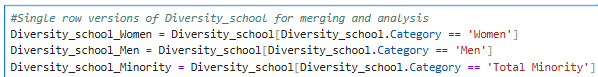 #Single row versions of Diversity_school for merging and analysis
Diversity_school_Women = Diversity_school[Diversity_school.Category == 'Women']
Diversity_school_Men = Diversity_school[Diversity_school.Category == 'Men']
Diversity_school_Minority = Diversity_school[Diversity_school.Category == 'Total Minority']